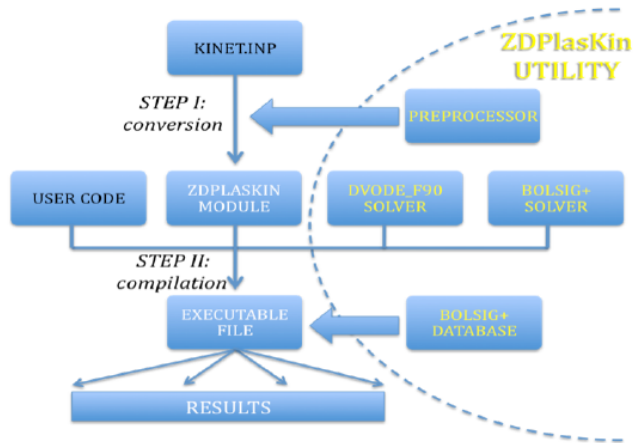 ZDPlasKin
UTILITY
KINET.INP
STEP I:
conversion
PREPROCESSOR
USER CODE
ZDPLASKIN
MODULE
DVODE_F90
SOLVER
BOLSIG+
SOLVER
STEP II:
compilation
EXECUTABLE
FILE
BOLSIG+
DATABASE
RESULTS